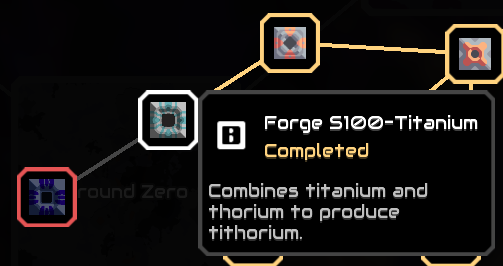 Forge S100-Titanium
Completed
round Zero
Combines titanium and
thorium to produce
tithorium.